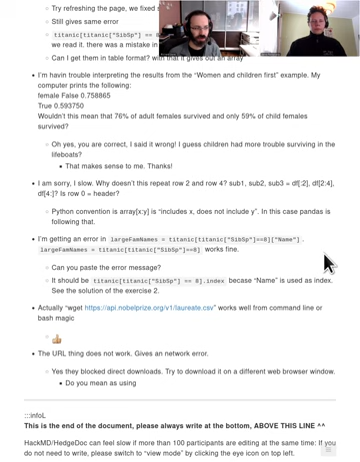 Try refreshing the page, we fixed s
Still gives same error
titanic[titanic["SibSp"] == 8
we read it. there was a mistake in
Can I get them in table format? with that it gives out an array
I'm havin trouble interpreting the results from the "Women and children first" example. My
computer prints the following:
female False 0.758865
True 0.593750
Wouldn't this mean that 76% of adult females survived and only 59% of child females
survived?
Oh yes, you are correct, I said it wrong! I guess children had more trouble surviving in the
lifeboats?
That makes sense to me. Thanks!
I am sorry, I slow. Why doesn't this repeat row 2 and row 4? sub1, sub2, sub3 = df[:2], df[2:4],
df[4:]? Is row 0 = header?
Python convention is array[x:y] is "includes x, does not include y". In this case pandas is
following that.
I'm getting an error in largeFamNames = titanic[titanic["SibSp"]==8]["Name"] .
largeFamNames = titanic[titanic["SibSp"]==8] works fine.
Can you paste the error message?
It should be titanic[titanic["SibSp"] == 8].index becase "Name" is used as index.
See the solution of the exercise 2.
Actually "wget https://api.nobelprize.org/v1/laureate.csv" works well from command line or
bash magic
👍
The URL thing does not work. Gives an network error.
Yes they blocked direct downloads. Try to download it on a different web browser window.
Do you mean as using
:::infoL
This is the end of the document, please always write at the bottom, ABOVE THIS LINE ^^
HackMD/HedgeDoc can feel slow if more than 100 participants are editing at the same time: If you
do not need to write, please switch to "view mode" by clicking the eye icon on top left.